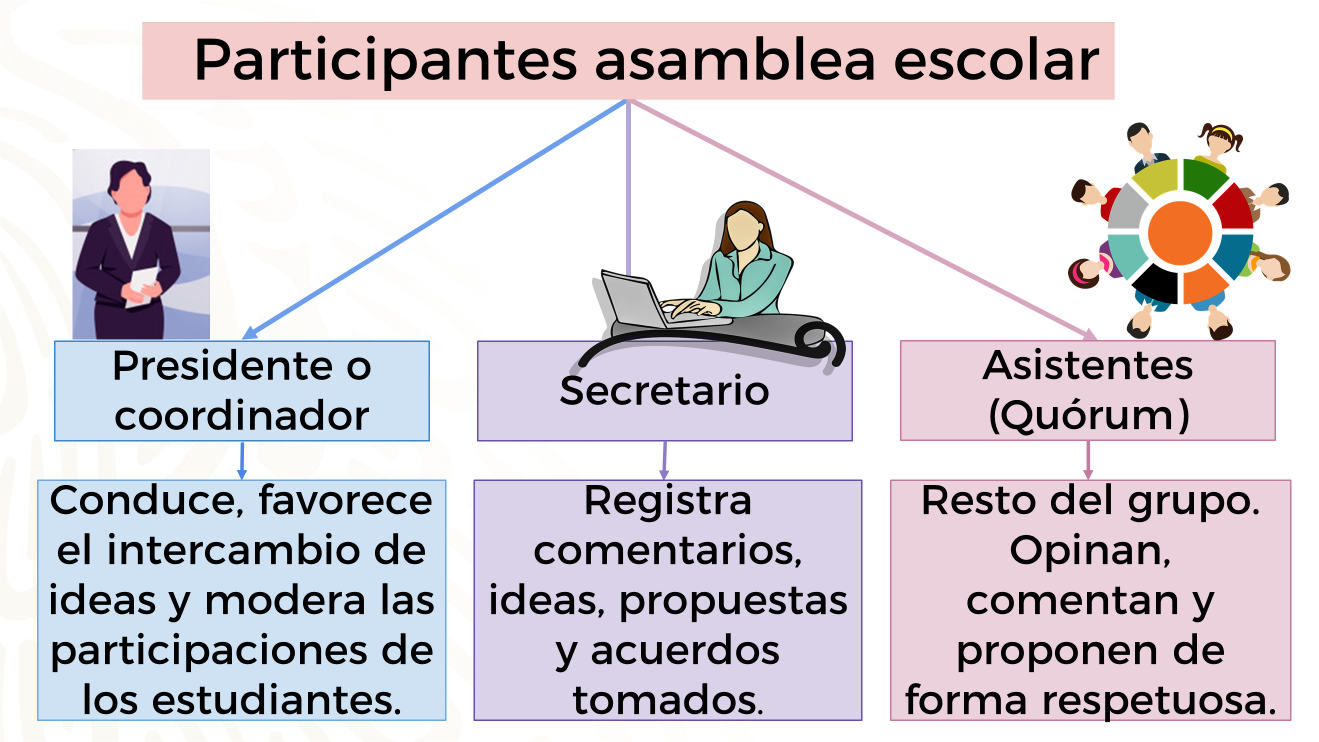 Participantes asamblea escolar
Presidente o
coordinador
Secretario
Asistentes
(Quórum)
Conduce, favorece
el intercambio de
ideas y modera las
participaciones de
los estudiantes.
Registra
comentarios,
ideas, propuestas
y acuerdos
tomados.
Resto del grupo.
Opinan,
comentan y
proponen de
forma respetuosa.